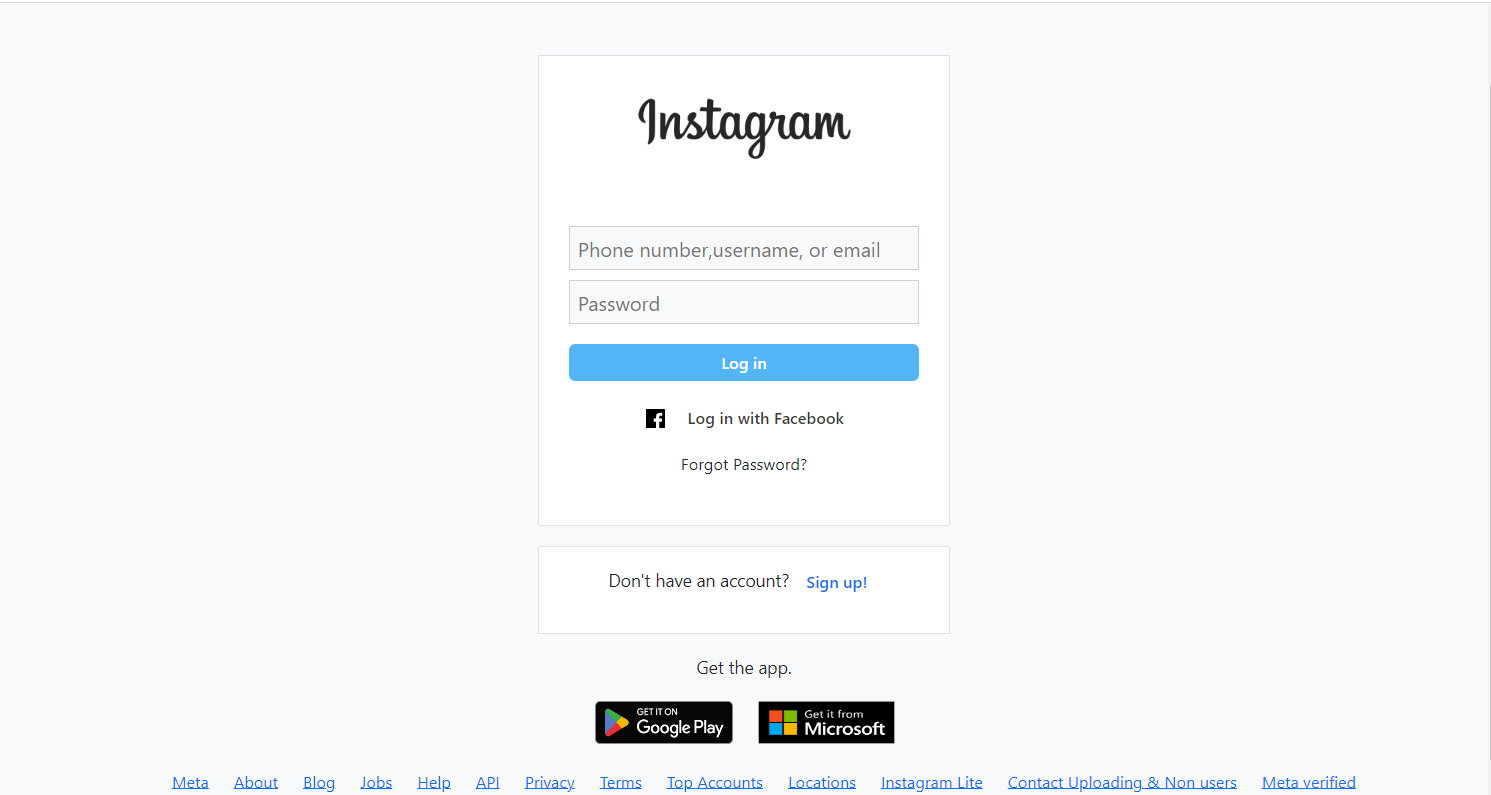 Instagram
Phone number,username, or email
Password
Log in
Log in with Facebook
Forgot Password?
Don't have an account? Sign up!
Get the app.
GET IT ON
Google Play
Get it from
Microsoft
Meta About Blog Jobs Help API Privacy Terms Top Accounts Locations Instagram Lite Contact Uploading & Non users Meta verified